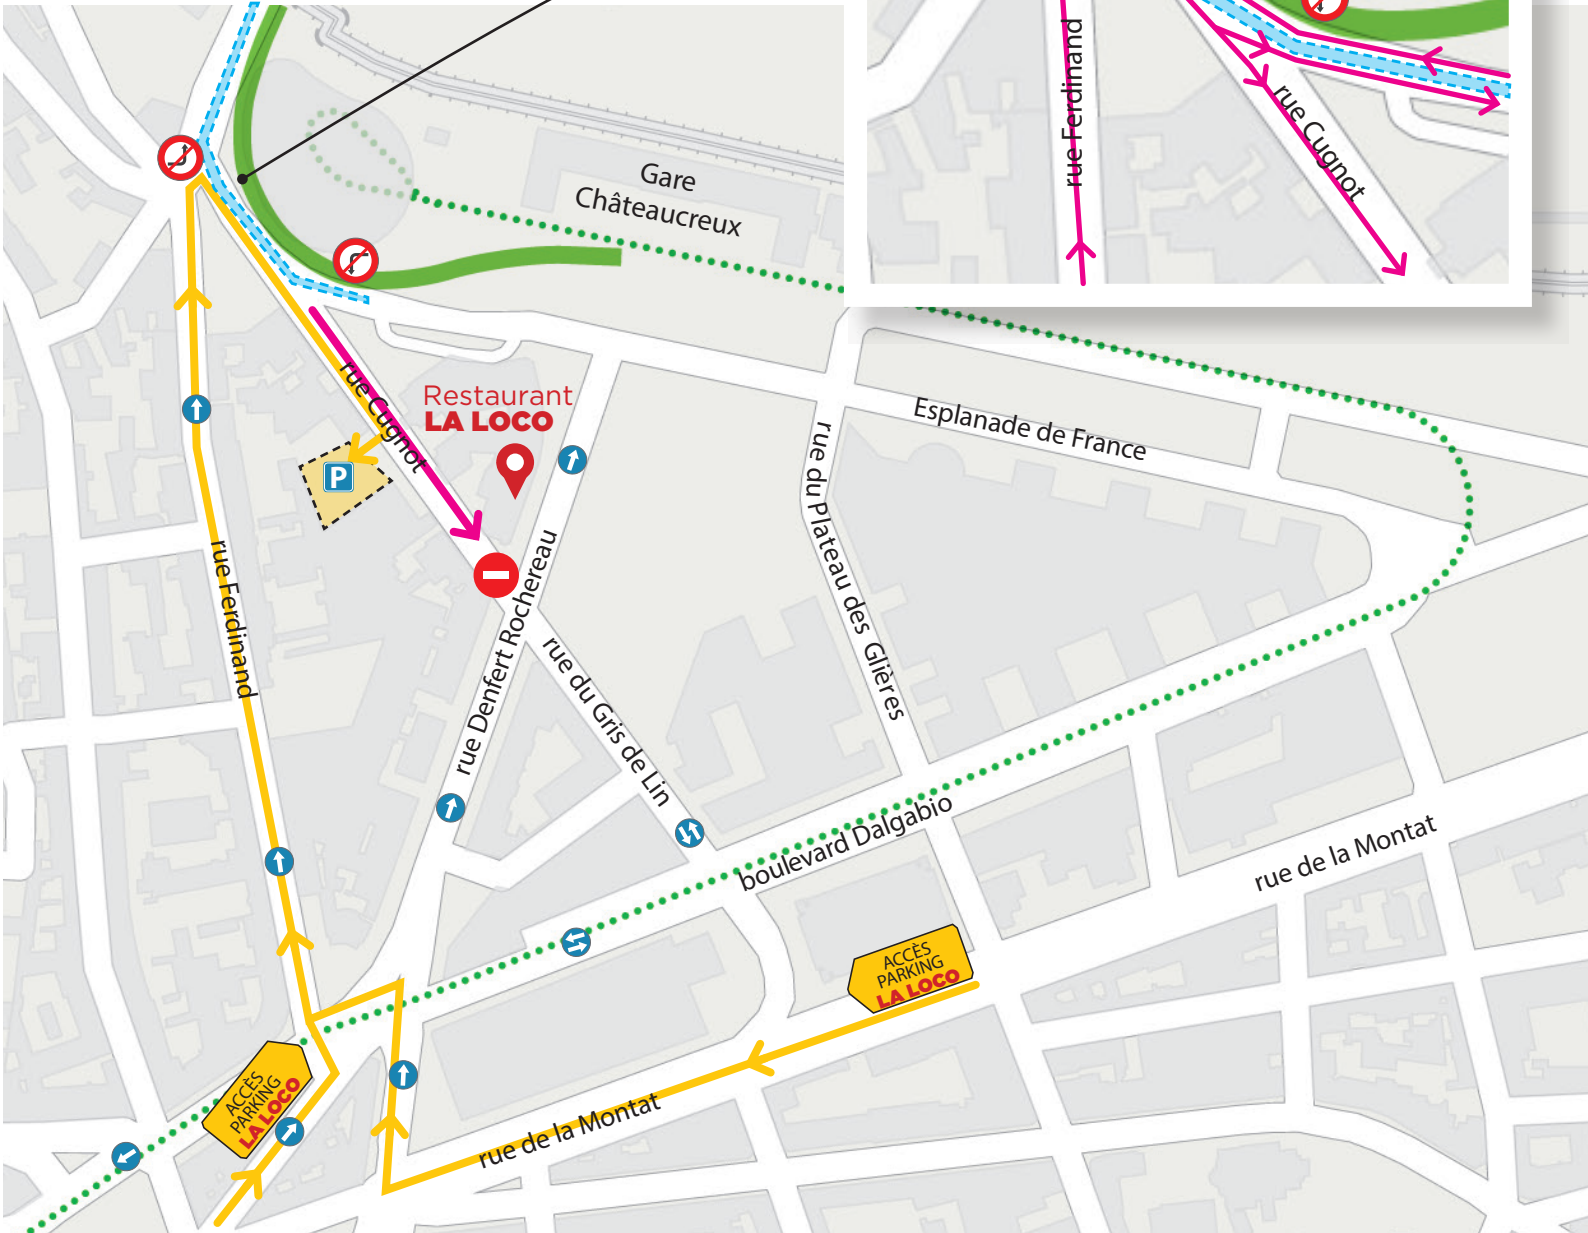 rue Ferdinand
rue Cugnot
Gare
Châteaucreux
rue Cugnot
Restaurant
LA LOCO
P
Esplanade de France
rue du Plateau des Glières
rue Ferdinand
rue Denfert Rochereau
rue du Gris de Lin
boulevard Dalgabio
rue de la Montat
ACCÈS
PARKING
LA LOCO
ACCÈS
PARKING
LA LOCO
rue de la Montat